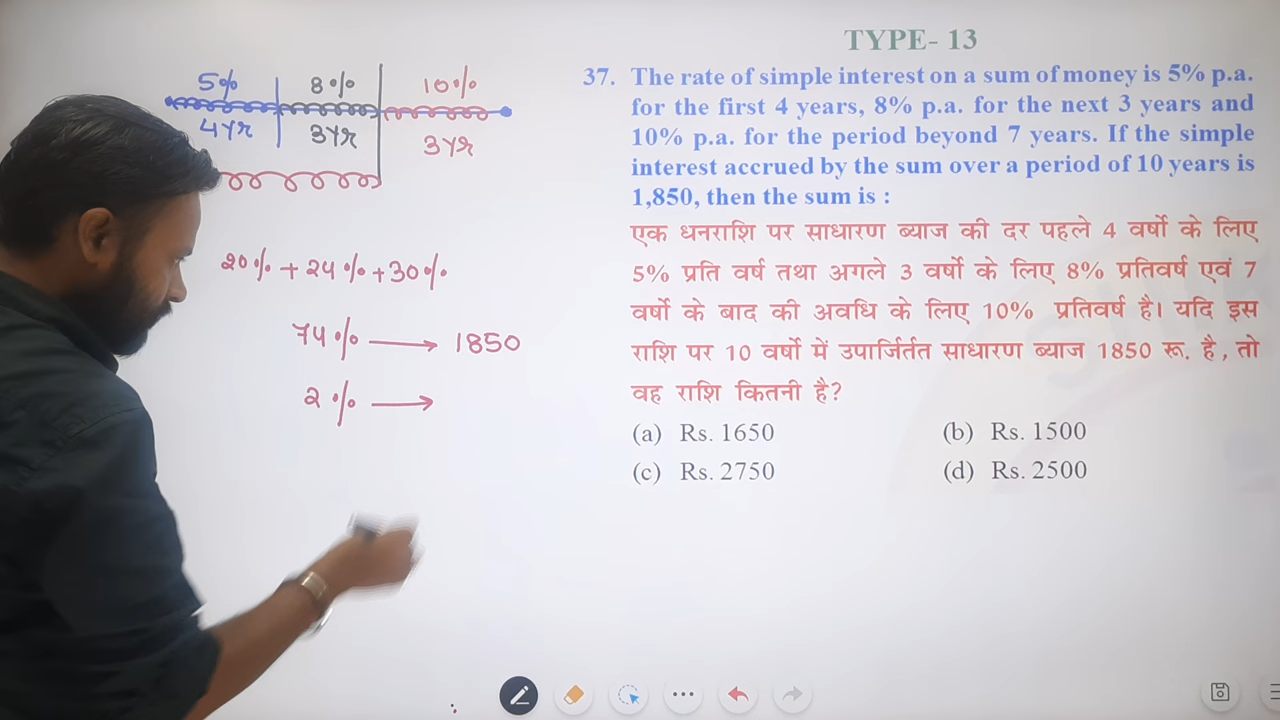 TYPE- 13
5% 8% 10%
4Yr 3Yr 3Yr
20% + 24% + 30%
74% → 1850
2% →
37. The rate of simple interest on a sum of money is 5% p.a.
for the first 4 years, 8% p.a. for the next 3 years and
10% p.a. for the period beyond 7 years. If the simple
interest accrued by the sum over a period of 10 years is
1,850, then the sum is :
एक धनराशि पर साधारण ब्याज की दर पहले 4 वर्षो के लिए
5% प्रति वर्ष तथा अगले 3 वर्षो के लिए 8% प्रतिवर्ष एवं 7
वर्षो के बाद की अवधि के लिए 10% प्रतिवर्ष है। यदि इस
राशि पर 10 वर्षो में उपार्जिर्तत साधारण ब्याज 1850 रू. है, तो
वह राशि कितनी है?
(a) Rs. 1650 (b) Rs. 1500
(c) Rs. 2750 (d) Rs. 2500